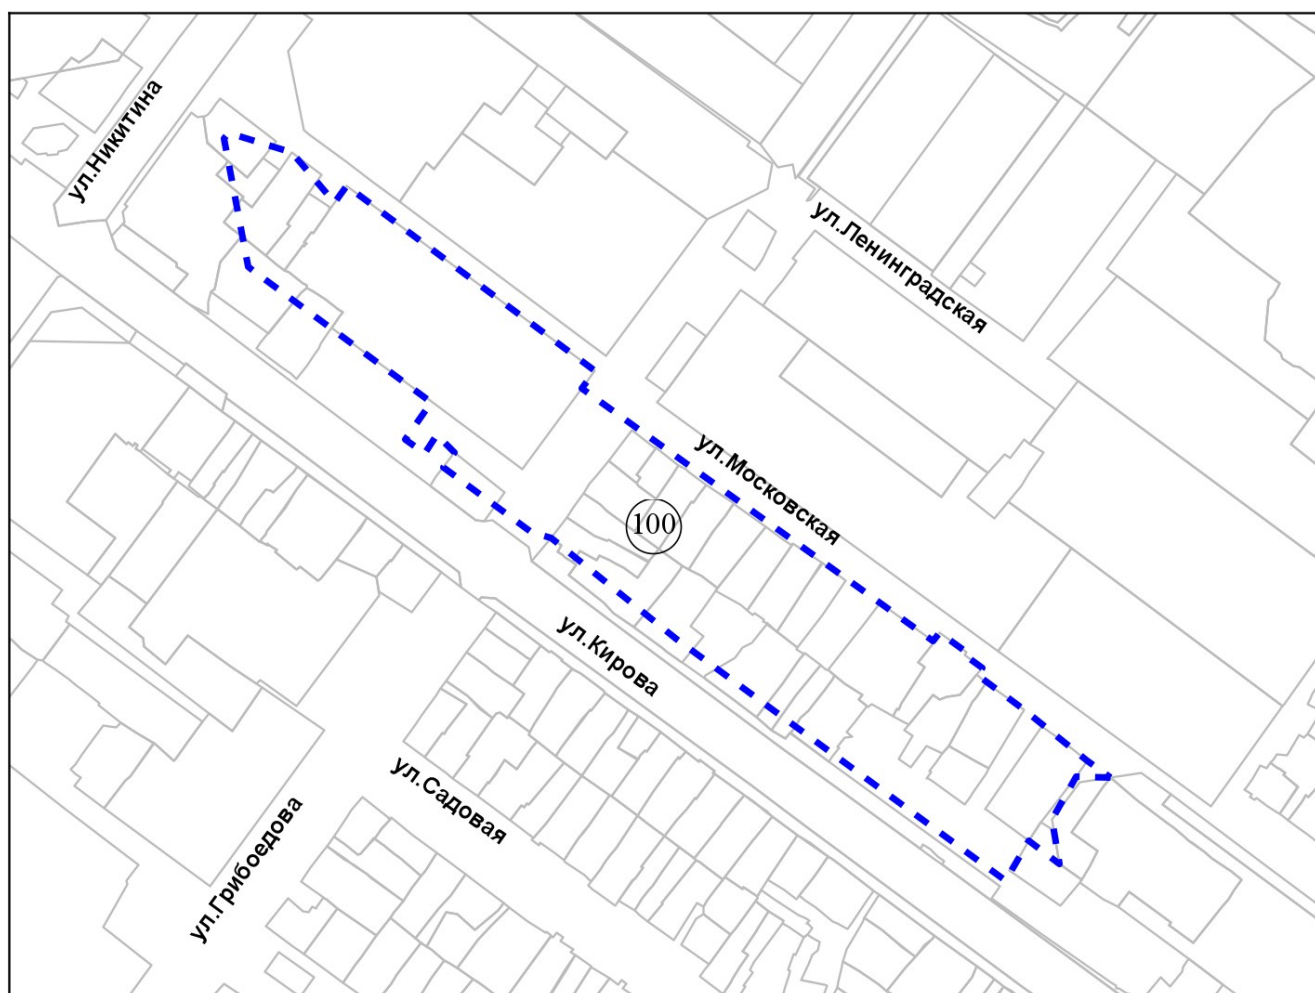 ул.Никитина
ул.Ленинградская
ул.Московская
100
ул.Кирова
ул.Садовая
ул.Грибоедова